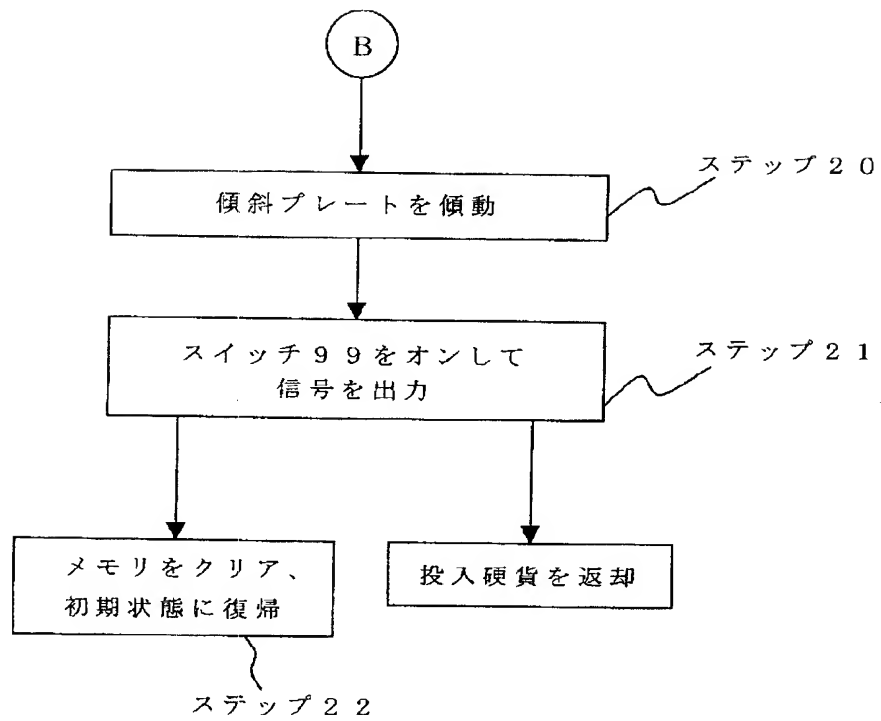 B
ステップ20
傾斜プレートを傾動
ステップ21
スイッチ99をオンして
信号を出力
メモリをクリア、
初期状態に復帰
投入硬貨を返却
ステップ22